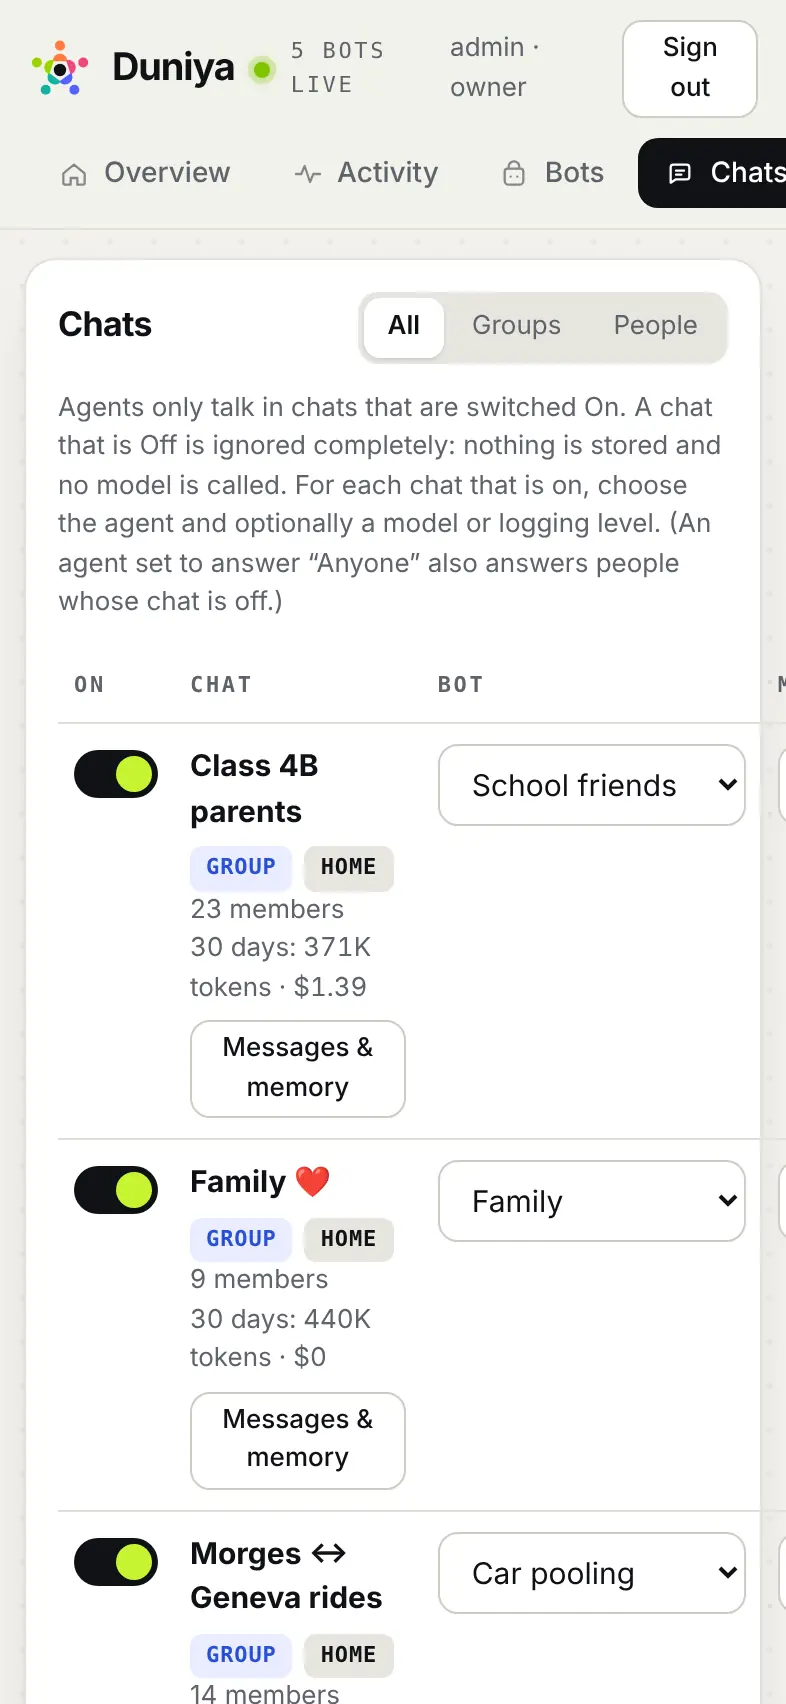 Duniya
5 BOTS
LIVE
admin ·
owner
Sign
out
Overview
Activity
Bots
Chats
Chats
All
Groups
People
Agents only talk in chats that are switched On. A chat
that is Off is ignored completely: nothing is stored and
no model is called. For each chat that is on, choose
the agent and optionally a model or logging level. (An
agent set to answer “Anyone” also answers people
whose chat is off.)
ON
CHAT
BOT
Class 4B
parents
School friends
GROUP
HOME
23 members
30 days: 371K
tokens · $1.39
Messages &
memory
Family ❤️
Family
GROUP
HOME
9 members
30 days: 440K
tokens · $0
Messages &
memory
Morges ↔
Geneva rides
Car pooling
GROUP
HOME
14 members